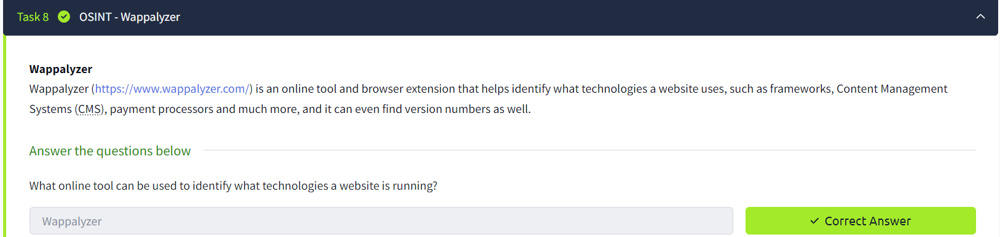 Task 8 OSINT - Wappalyzer
Wappalyzer
Wappalyzer (https://www.wappalyzer.com/) is an online tool and browser extension that helps identify what technologies a website uses, such as frameworks, Content Management
Systems (CMS), payment processors and much more, and it can even find version numbers as well.
Answer the questions below
What online tool can be used to identify what technologies a website is running?
Wappalyzer
Correct Answer